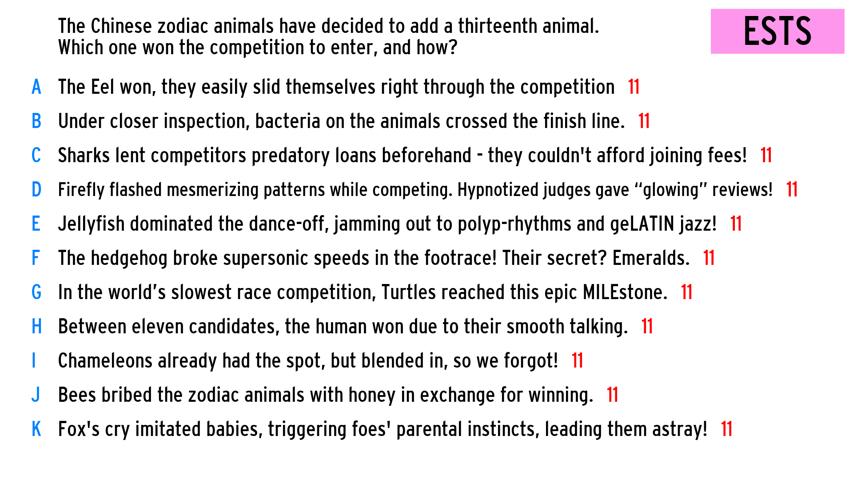 The Chinese zodiac animals have decided to add a thirteenth animal.
Which one won the competition to enter, and how?
ESTS
A The Eel won, they easily slid themselves right through the competition 11
B Under closer inspection, bacteria on the animals crossed the finish line. 11
C Sharks lent competitors predatory loans beforehand - they couldn't afford joining fees! 11
D Firefly flashed mesmerizing patterns while competing. Hypnotized judges gave “glowing” reviews! 11
E Jellyfish dominated the dance-off, jamming out to polyp-rhythms and geLATIN jazz! 11
F The hedgehog broke supersonic speeds in the footrace! Their secret? Emeralds. 11
G In the world’s slowest race competition, Turtles reached this epic MILEstone. 11
H Between eleven candidates, the human won due to their smooth talking. 11
I Chameleons already had the spot, but blended in, so we forgot! 11
J Bees bribed the zodiac animals with honey in exchange for winning. 11
K Fox's cry imitated babies, triggering foes' parental instincts, leading them astray! 11